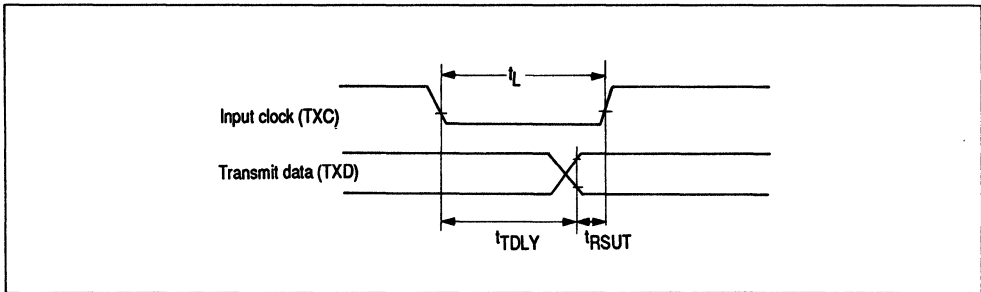 tL
Input clock (TXC)
Transmit data (TXD)
tTDLY
tRSUT